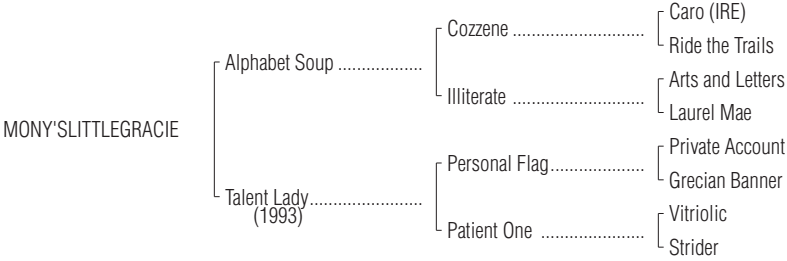 Caro (IRE)
Cozzene ..............................
Ride the Trails
Alphabet Soup ..................
Arts and Letters
Illiterate ..............................
Laurel Mae
MONY'SLITTLEGRACIE
Private Account
Personal Flag.....................
Grecian Banner
Talent Lady........................
(1993)
Vitriolic
Patient One .......................
Strider